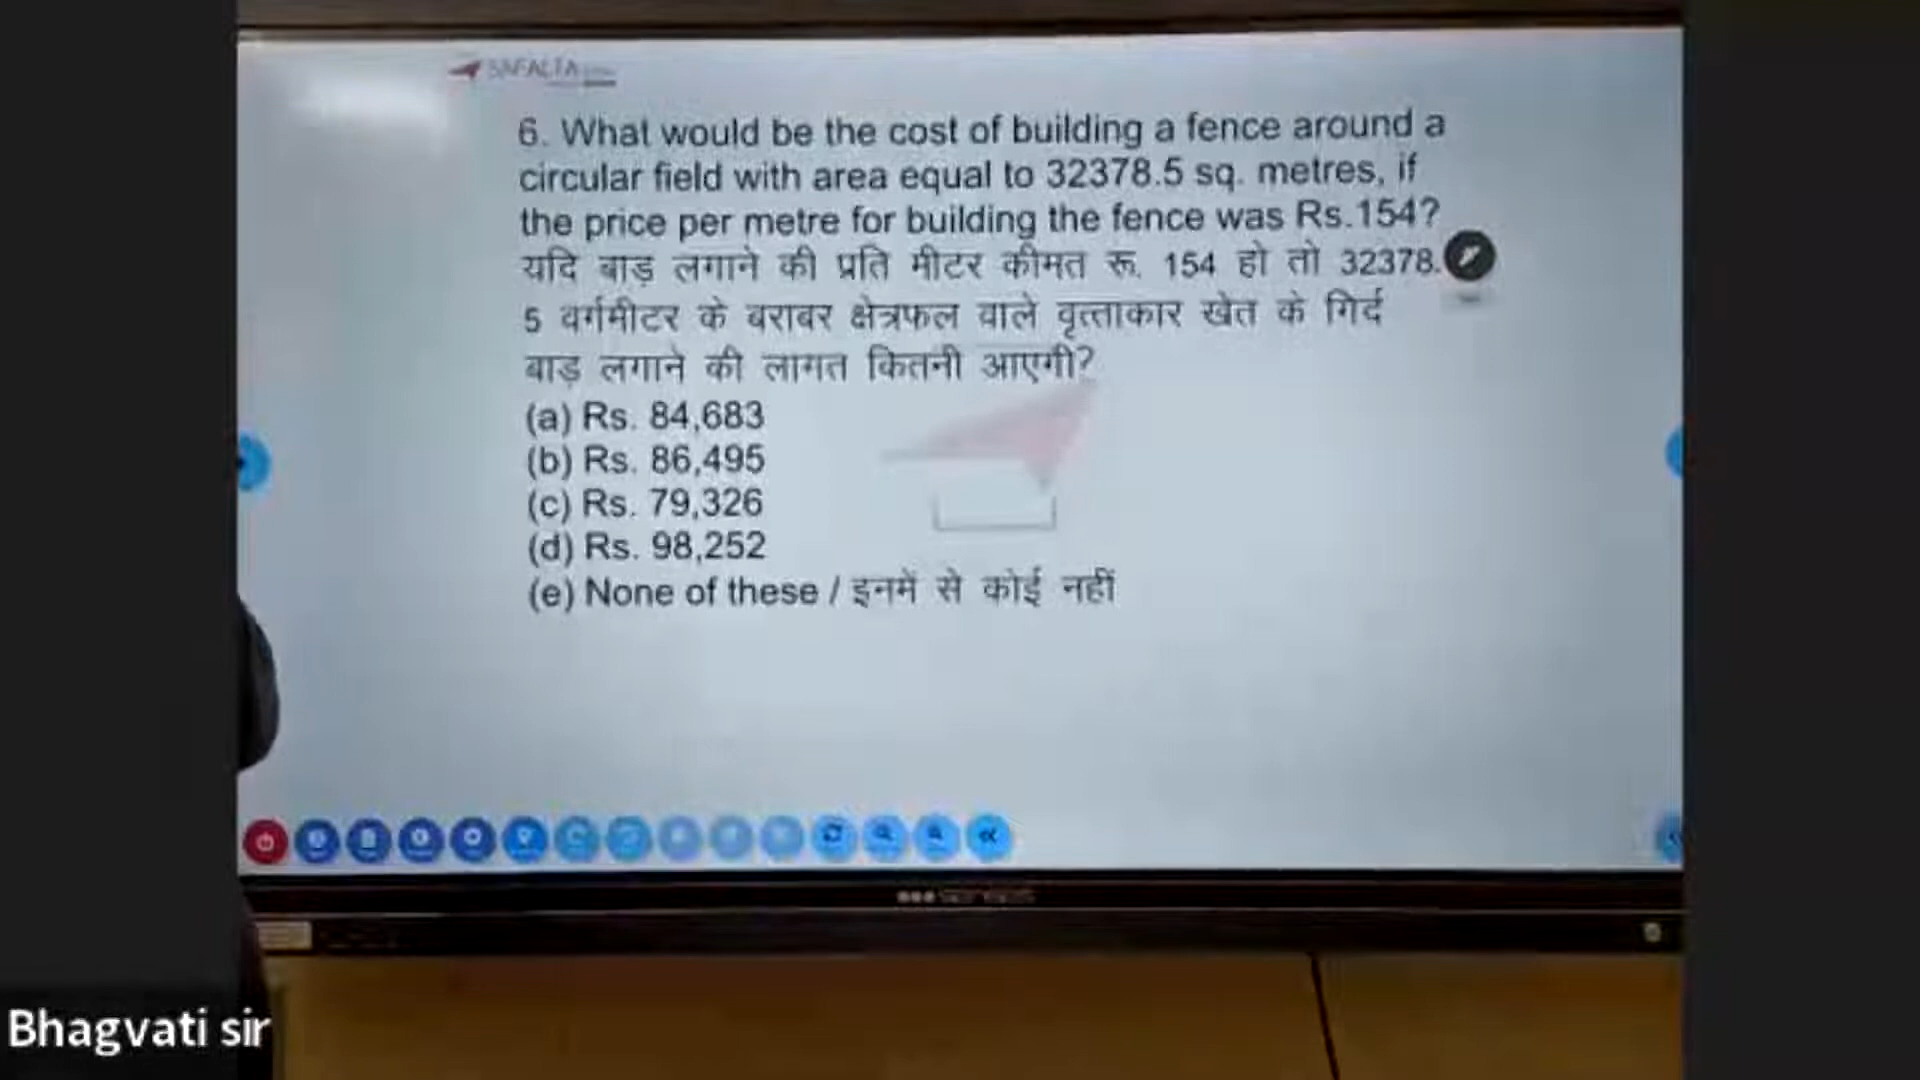 SAFALTA
6. What would be the cost of building a fence around a
circular field with area equal to 32378.5 sq. metres, if
the price per metre for building the fence was Rs.154?
यदि बाड़ लगाने की प्रति मीटर कीमत रू. 154 हो तो 32378.
5 वर्गमीटर के बराबर क्षेत्रफल वाले वृत्ताकार खेत के गिर्द
बाड़ लगाने की लागत कितनी आएगी?
(a) Rs. 84,683
(b) Rs. 86,495
(c) Rs. 79,326
(d) Rs. 98,252
(e) None of these / इनमें से कोई नहीं
Bhagvati sir